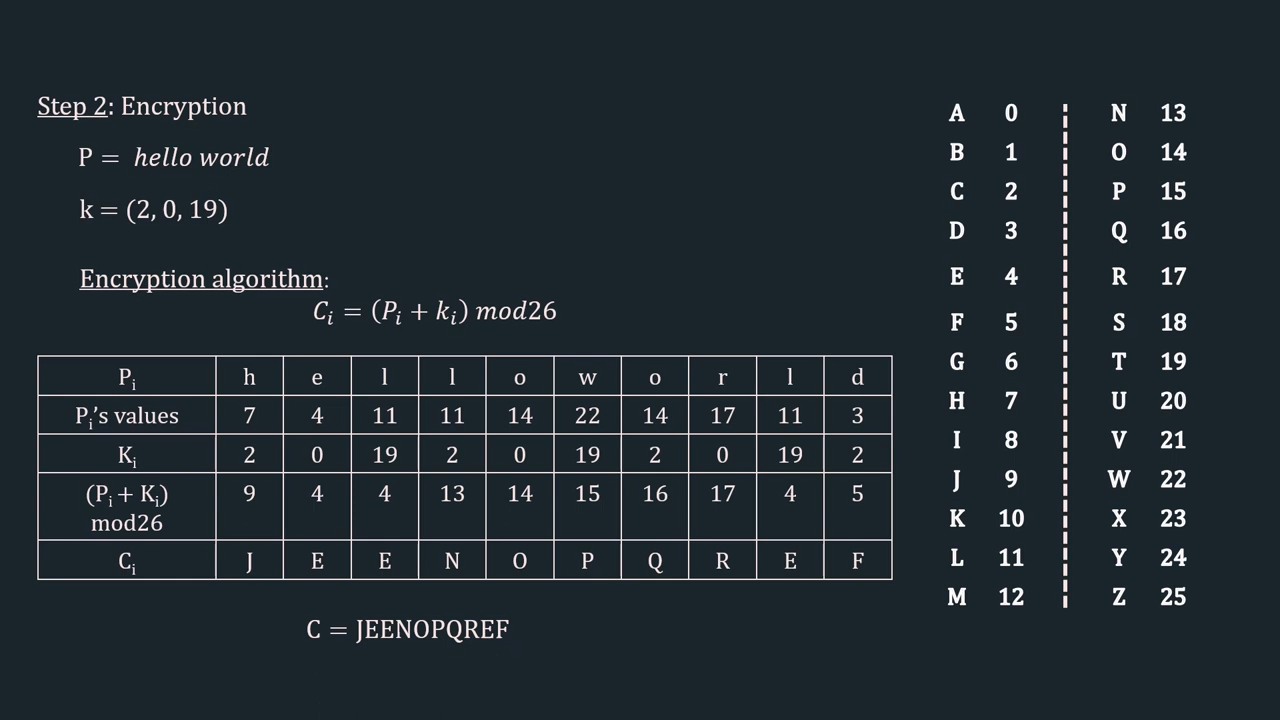 Step 2: Encryption
P = hello world
k = (2, 0, 19)
Encryption algorithm:
Cᵢ = (Pᵢ + kᵢ) mod26
Pᵢ h e l l o w o r l d
Pᵢ's values 7 4 11 11 14 22 14 17 11 3
Kᵢ 2 0 19 2 0 19 2 0 19 2
(Pᵢ + Kᵢ) mod26 9 4 4 13 14 15 16 17 4 5
Cᵢ J E E N O P Q R E F
C = JEENOPQREF
A 0 N 13
B 1 O 14
C 2 P 15
D 3 Q 16
E 4 R 17
F 5 S 18
G 6 T 19
H 7 U 20
I 8 V 21
J 9 W 22
K 10 X 23
L 11 Y 24
M 12 Z 25